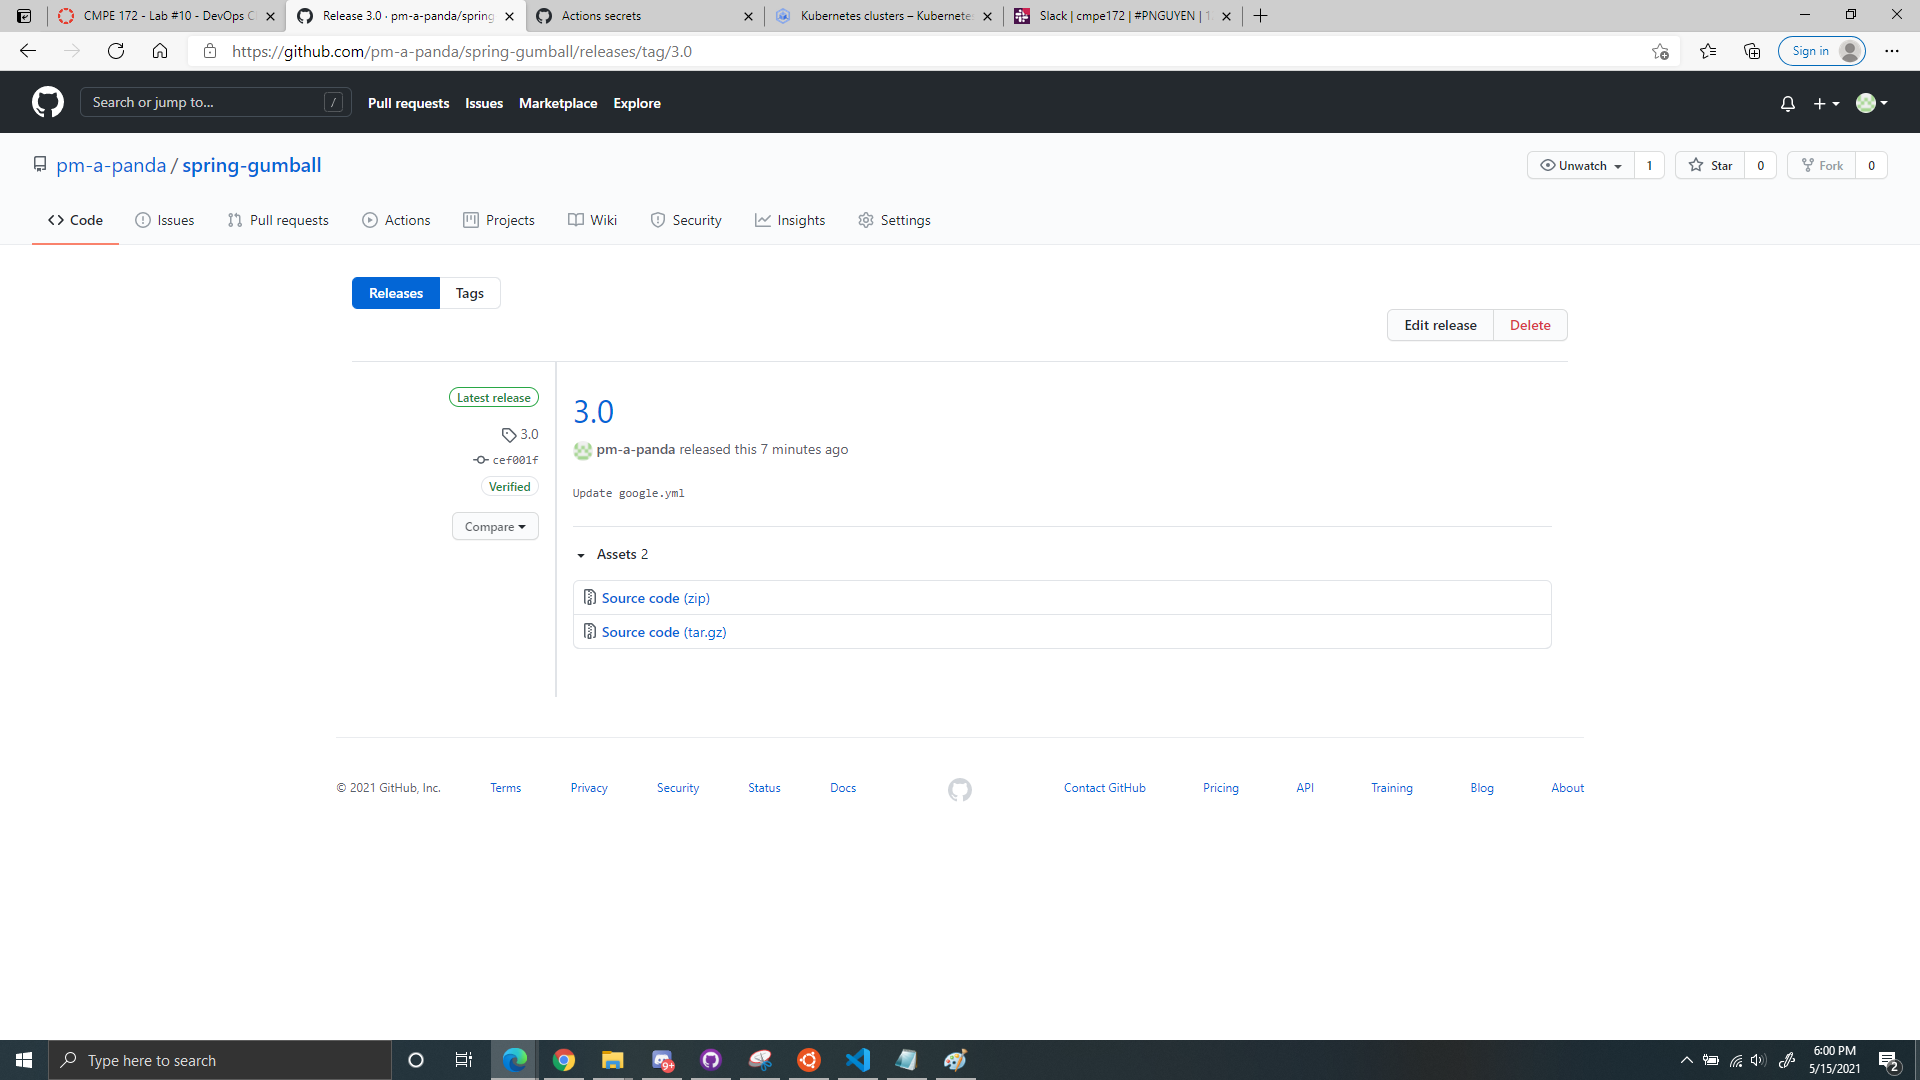 CMPE 172 - Lab #10 - DevOps C
Release 3.0 · pm-a-panda/spring
Actions secrets
Kubernetes clusters – Kubernete
Slack | cmpe172 | #PNGUYEN | 1
https://github.com/pm-a-panda/spring-gumball/releases/tag/3.0
Sign in
Search or jump to...
/
Pull requests
Issues
Marketplace
Explore
pm-a-panda / spring-gumball
Unwatch
1
Star
0
Fork
0
Code
Issues
Pull requests
Actions
Projects
Wiki
Security
Insights
Settings
Releases
Tags
Edit release
Delete
Latest release
3.0
cef001f
Verified
Compare
3.0
pm-a-panda released this 7 minutes ago
Update google.yml
Assets 2
Source code (zip)
Source code (tar.gz)
© 2021 GitHub, Inc.
Terms
Privacy
Security
Status
Docs
Contact GitHub
Pricing
API
Training
Blog
About
Type here to search
9+
6:00 PM
5/15/2021
2